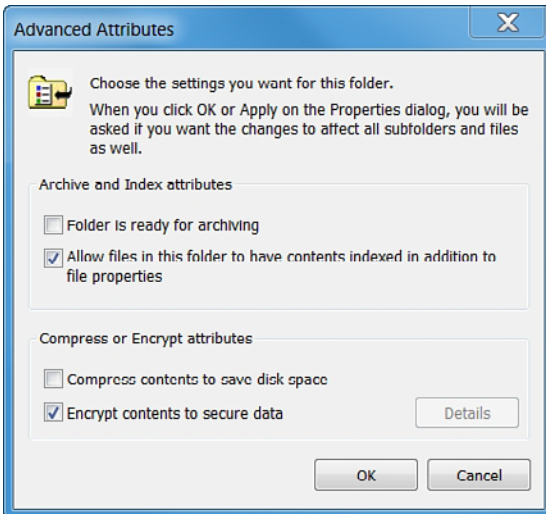 Advanced Attributes
Choose the settings you want for this folder.
When you click OK or Apply on the Properties dialog, you will be
asked if you want the changes to affect all subfolders and files
as well.
Archive and Index attributes
Folder is ready for archiving
Allow files in this folder to have contents indexed in addition to
file properties
Compress or Encrypt attributes
Compress contents to save disk space
Encrypt contents to secure data
Details
OK
Cancel